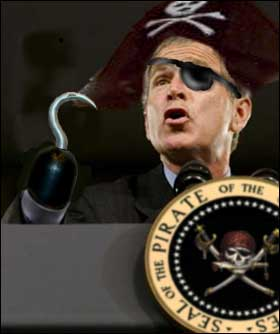 SEAL OF THE PIRATE OF THE